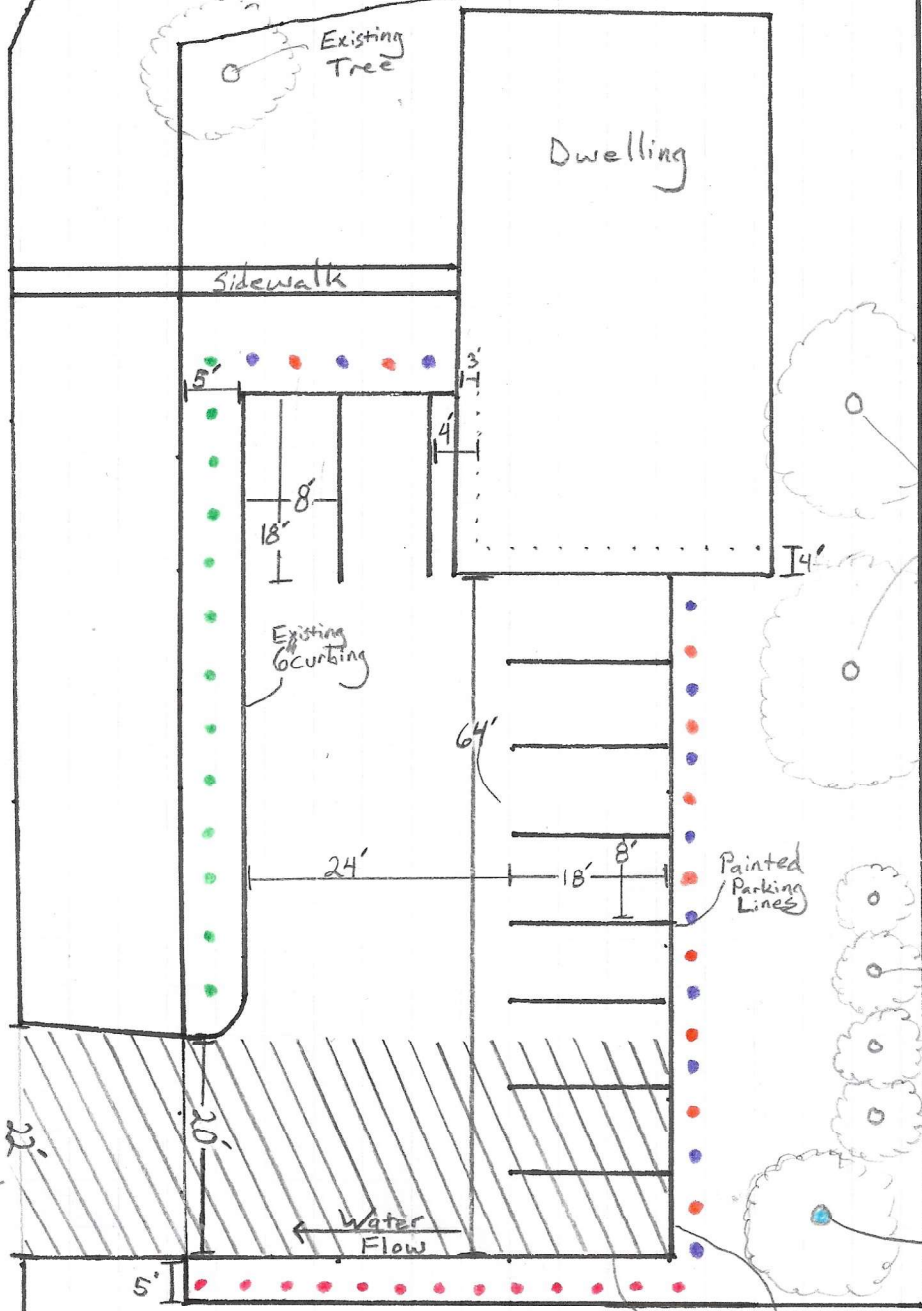 Existing
Tree
Dwelling
Sidewalk
5'
3'
4'
8'
18'
4'
Existing
6" curbing
64'
24'
8'
18'
Painted
Parking
Lines
22'
20'
Water
Flow
5'